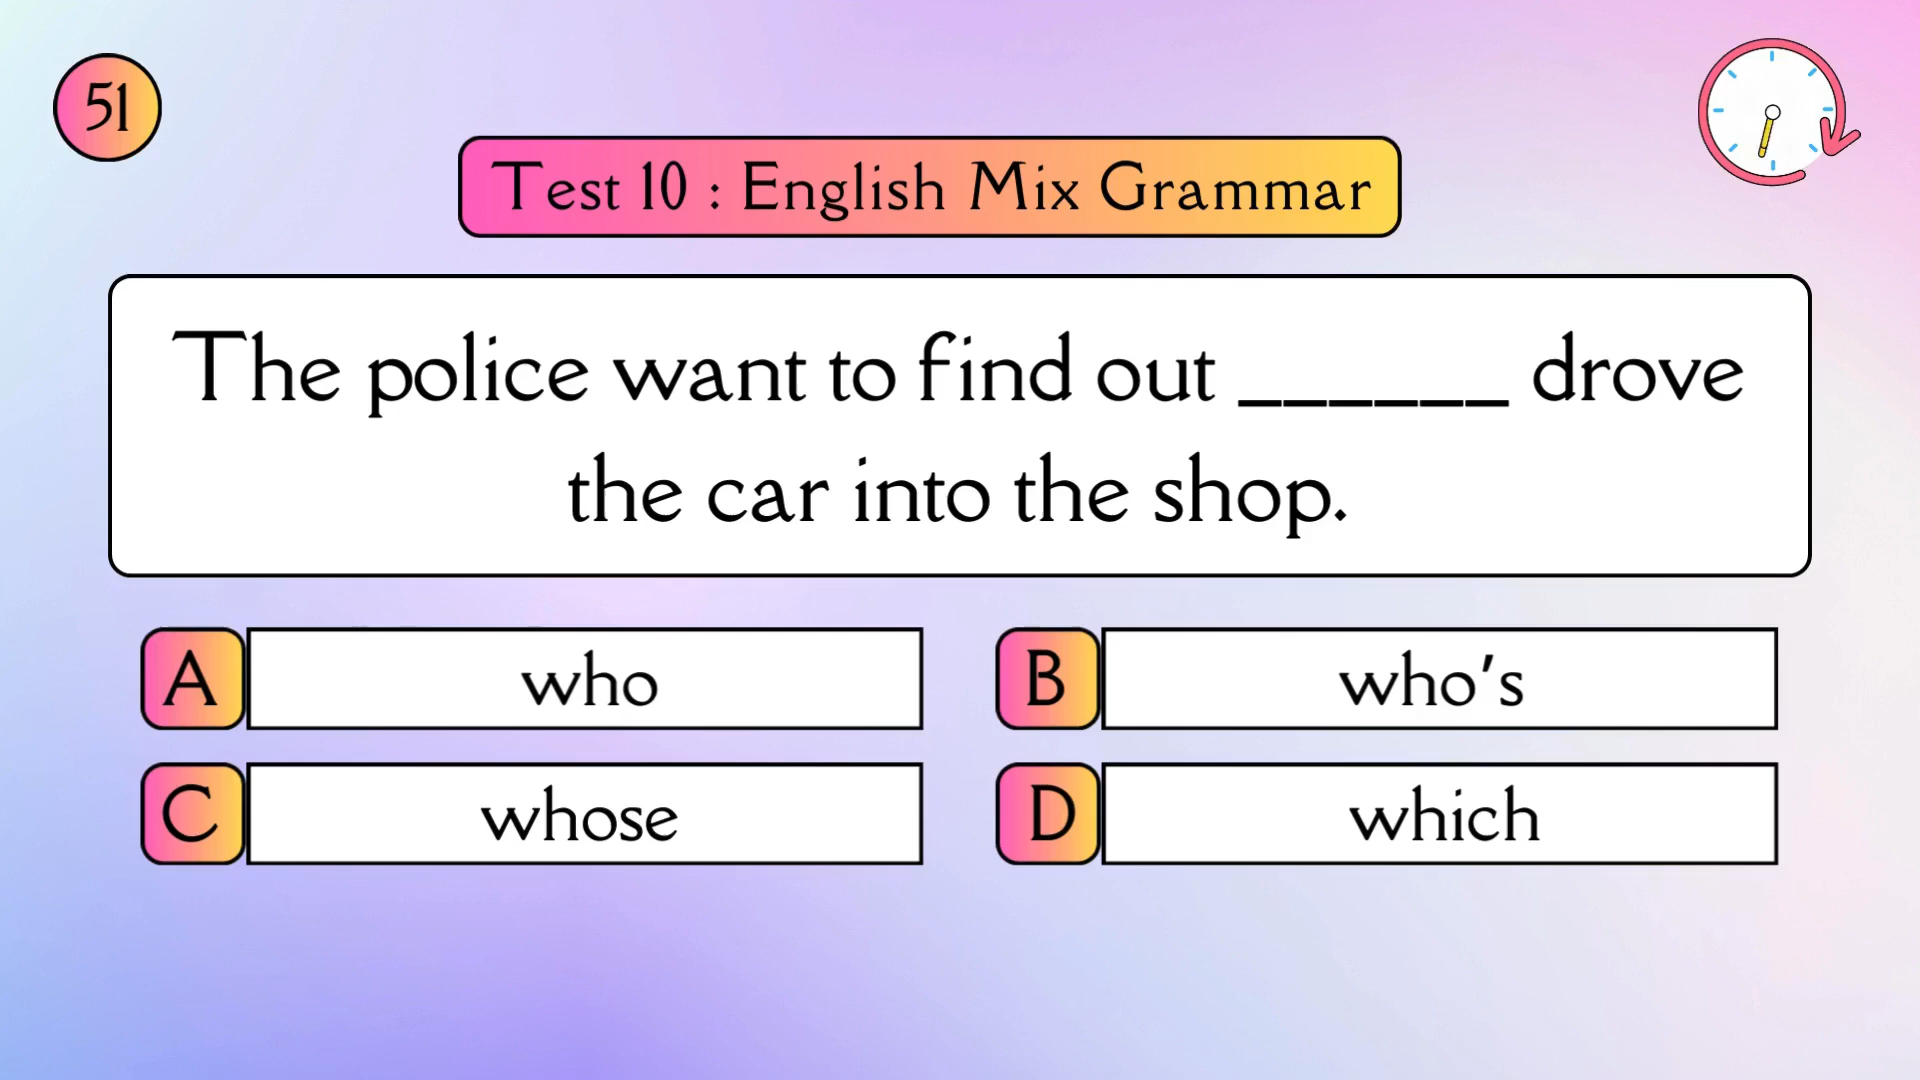 51
Test 10 : English Mix Grammar
The police want to find out ______ drove
the car into the shop.
A who
B who's
C whose
D which